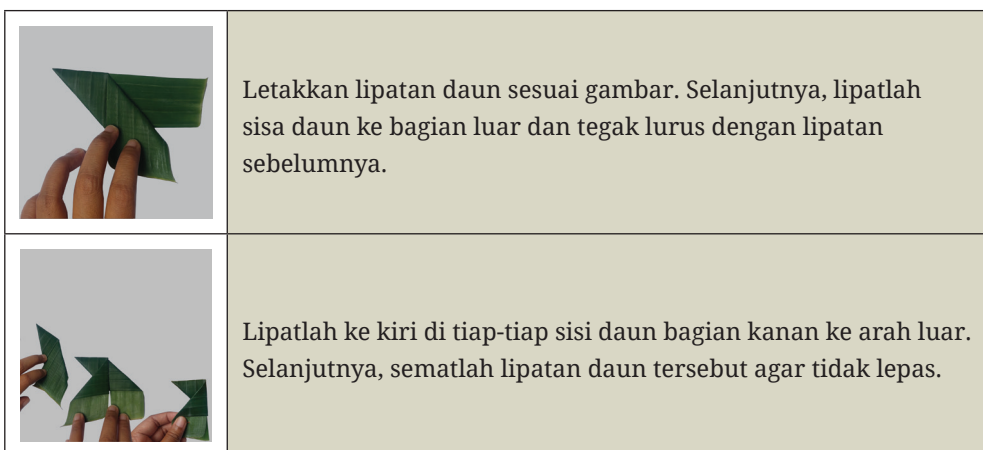 Letakkan lipatan daun sesuai gambar. Selanjutnya, lipatlah
sisa daun ke bagian luar dan tegak lurus dengan lipatan
sebelumnya.
Lipatlah ke kiri di tiap-tiap sisi daun bagian kanan ke arah luar.
Selanjutnya, sematlah lipatan daun tersebut agar tidak lepas.